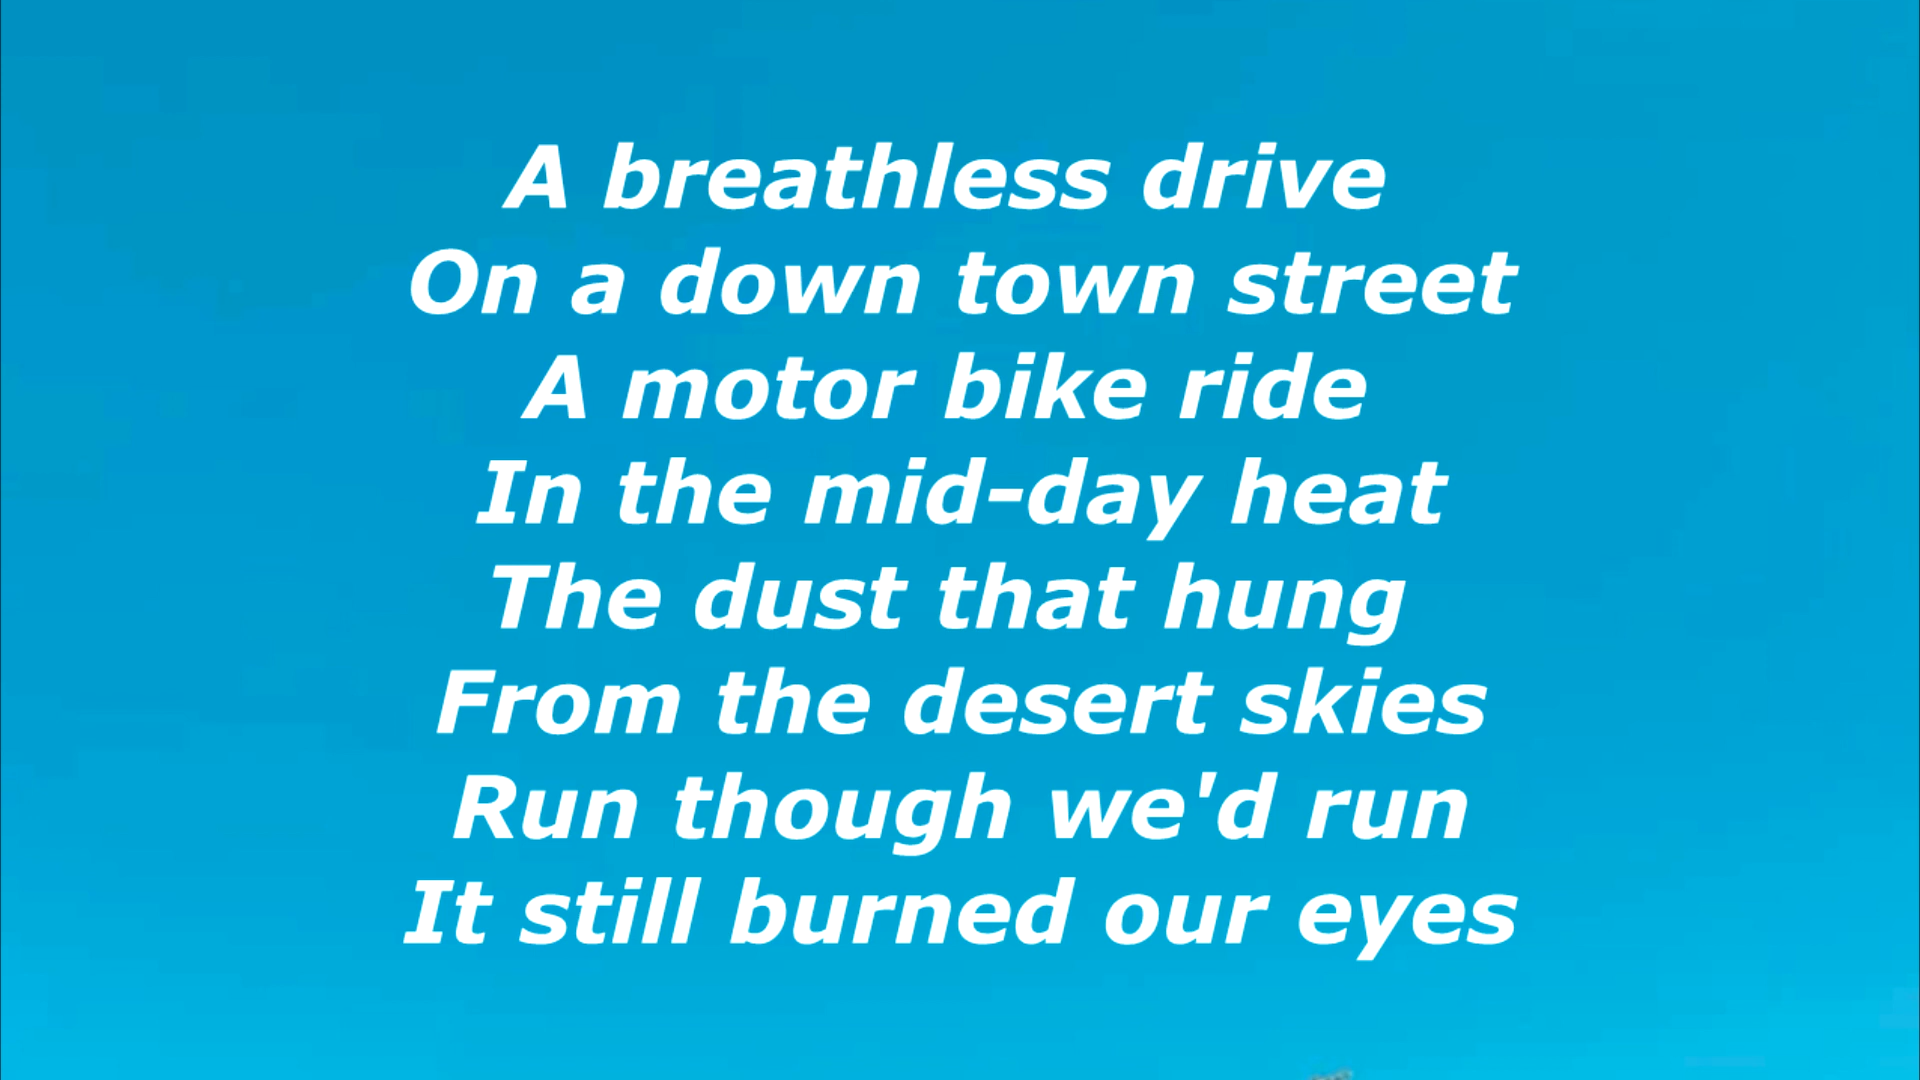 A breathless drive
On a down town street
A motor bike ride
In the mid-day heat
The dust that hung
From the desert skies
Run though we'd run
It still burned our eyes